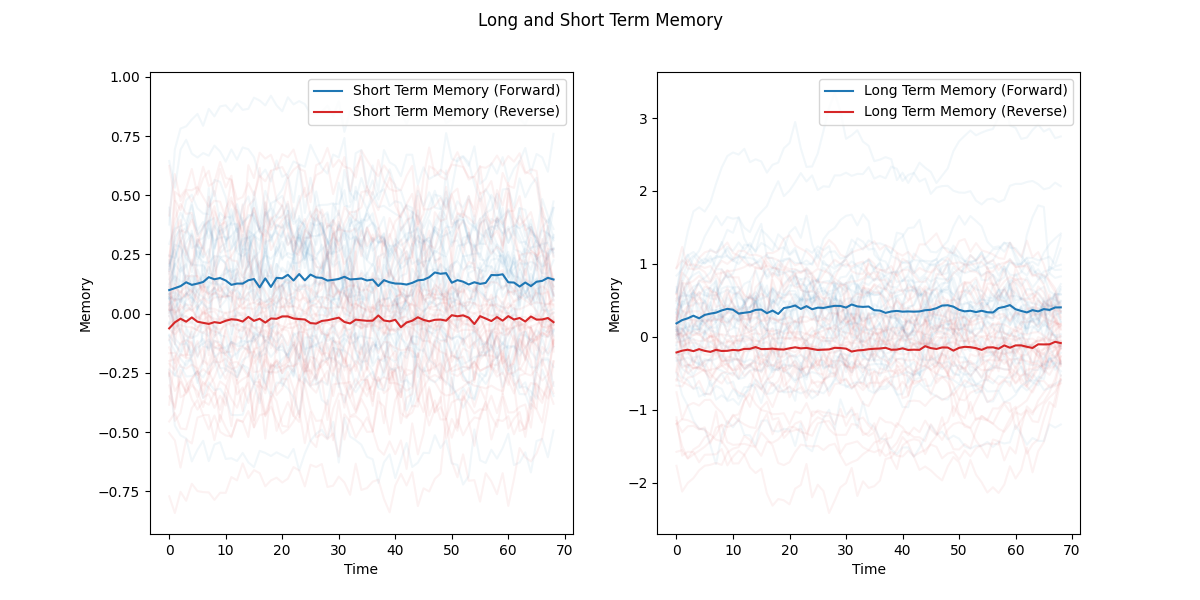 Long and Short Term Memory
Short Term Memory (Forward)
Short Term Memory (Reverse)
1.00
0.75
0.50
0.25
0.00
−0.25
−0.50
−0.75
Memory
0 10 20 30 40 50 60 70
Time
Long Term Memory (Forward)
Long Term Memory (Reverse)
3
2
1
0
−1
−2
Memory
0 10 20 30 40 50 60 70
Time